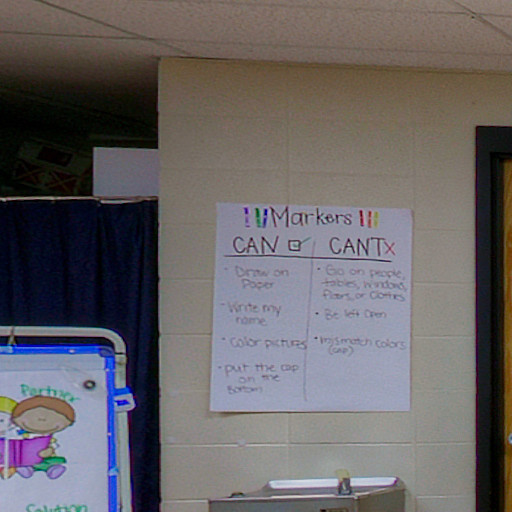 Markers
CAN CANT X
· Draw on
Paper
· Write my
name
· color pictures
· put the cap
on the
Bottom
· Go on people,
tables, windows,
floors, or clothes
· Be left open
· mismatch colors
(cap)
Partner
Solution